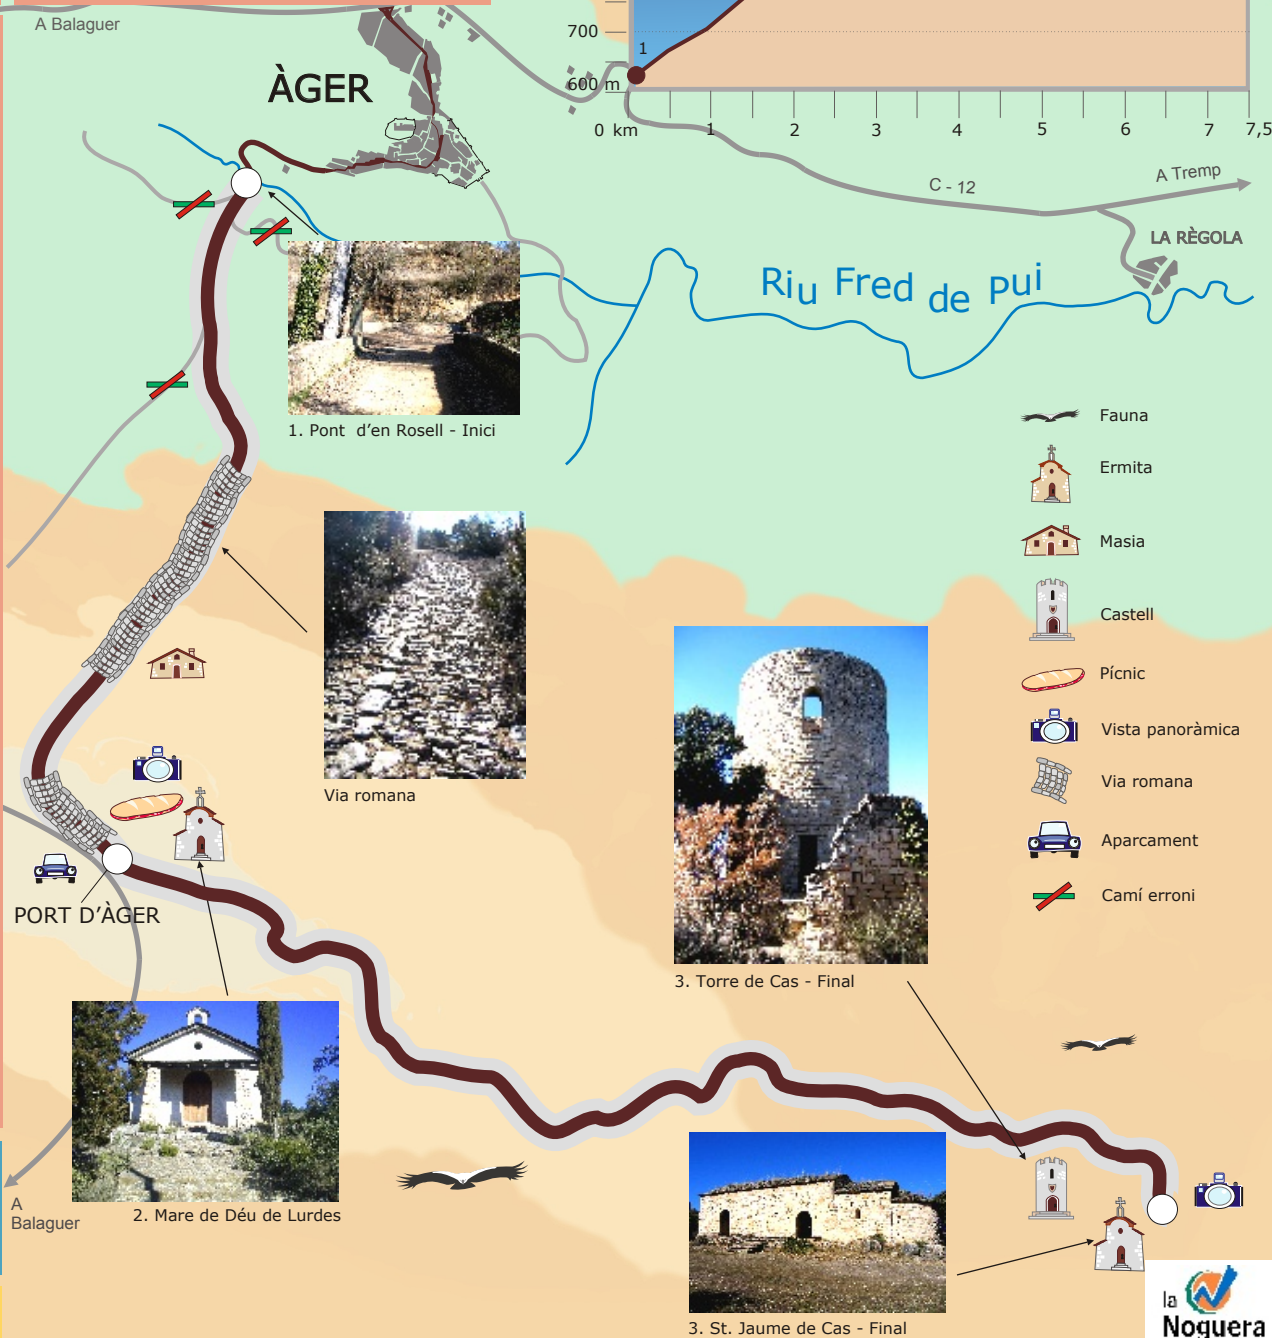 A Balaguer
ÀGER
700
1
600 m
0 km 1 2 3 4 5 6 7 7,5
C - 12
A Tremp
LA RÈGOLA
Riu Fred de Pui
1. Pont d'en Rosell - Inici
Fauna
Ermita
Masia
Castell
Pícnic
Vista panoràmica
Via romana
Aparcament
Camí erroni
Via romana
PORT D'ÀGER
3. Torre de Cas - Final
2. Mare de Déu de Lurdes
A
Balaguer
3. St. Jaume de Cas - Final
la
Noguera